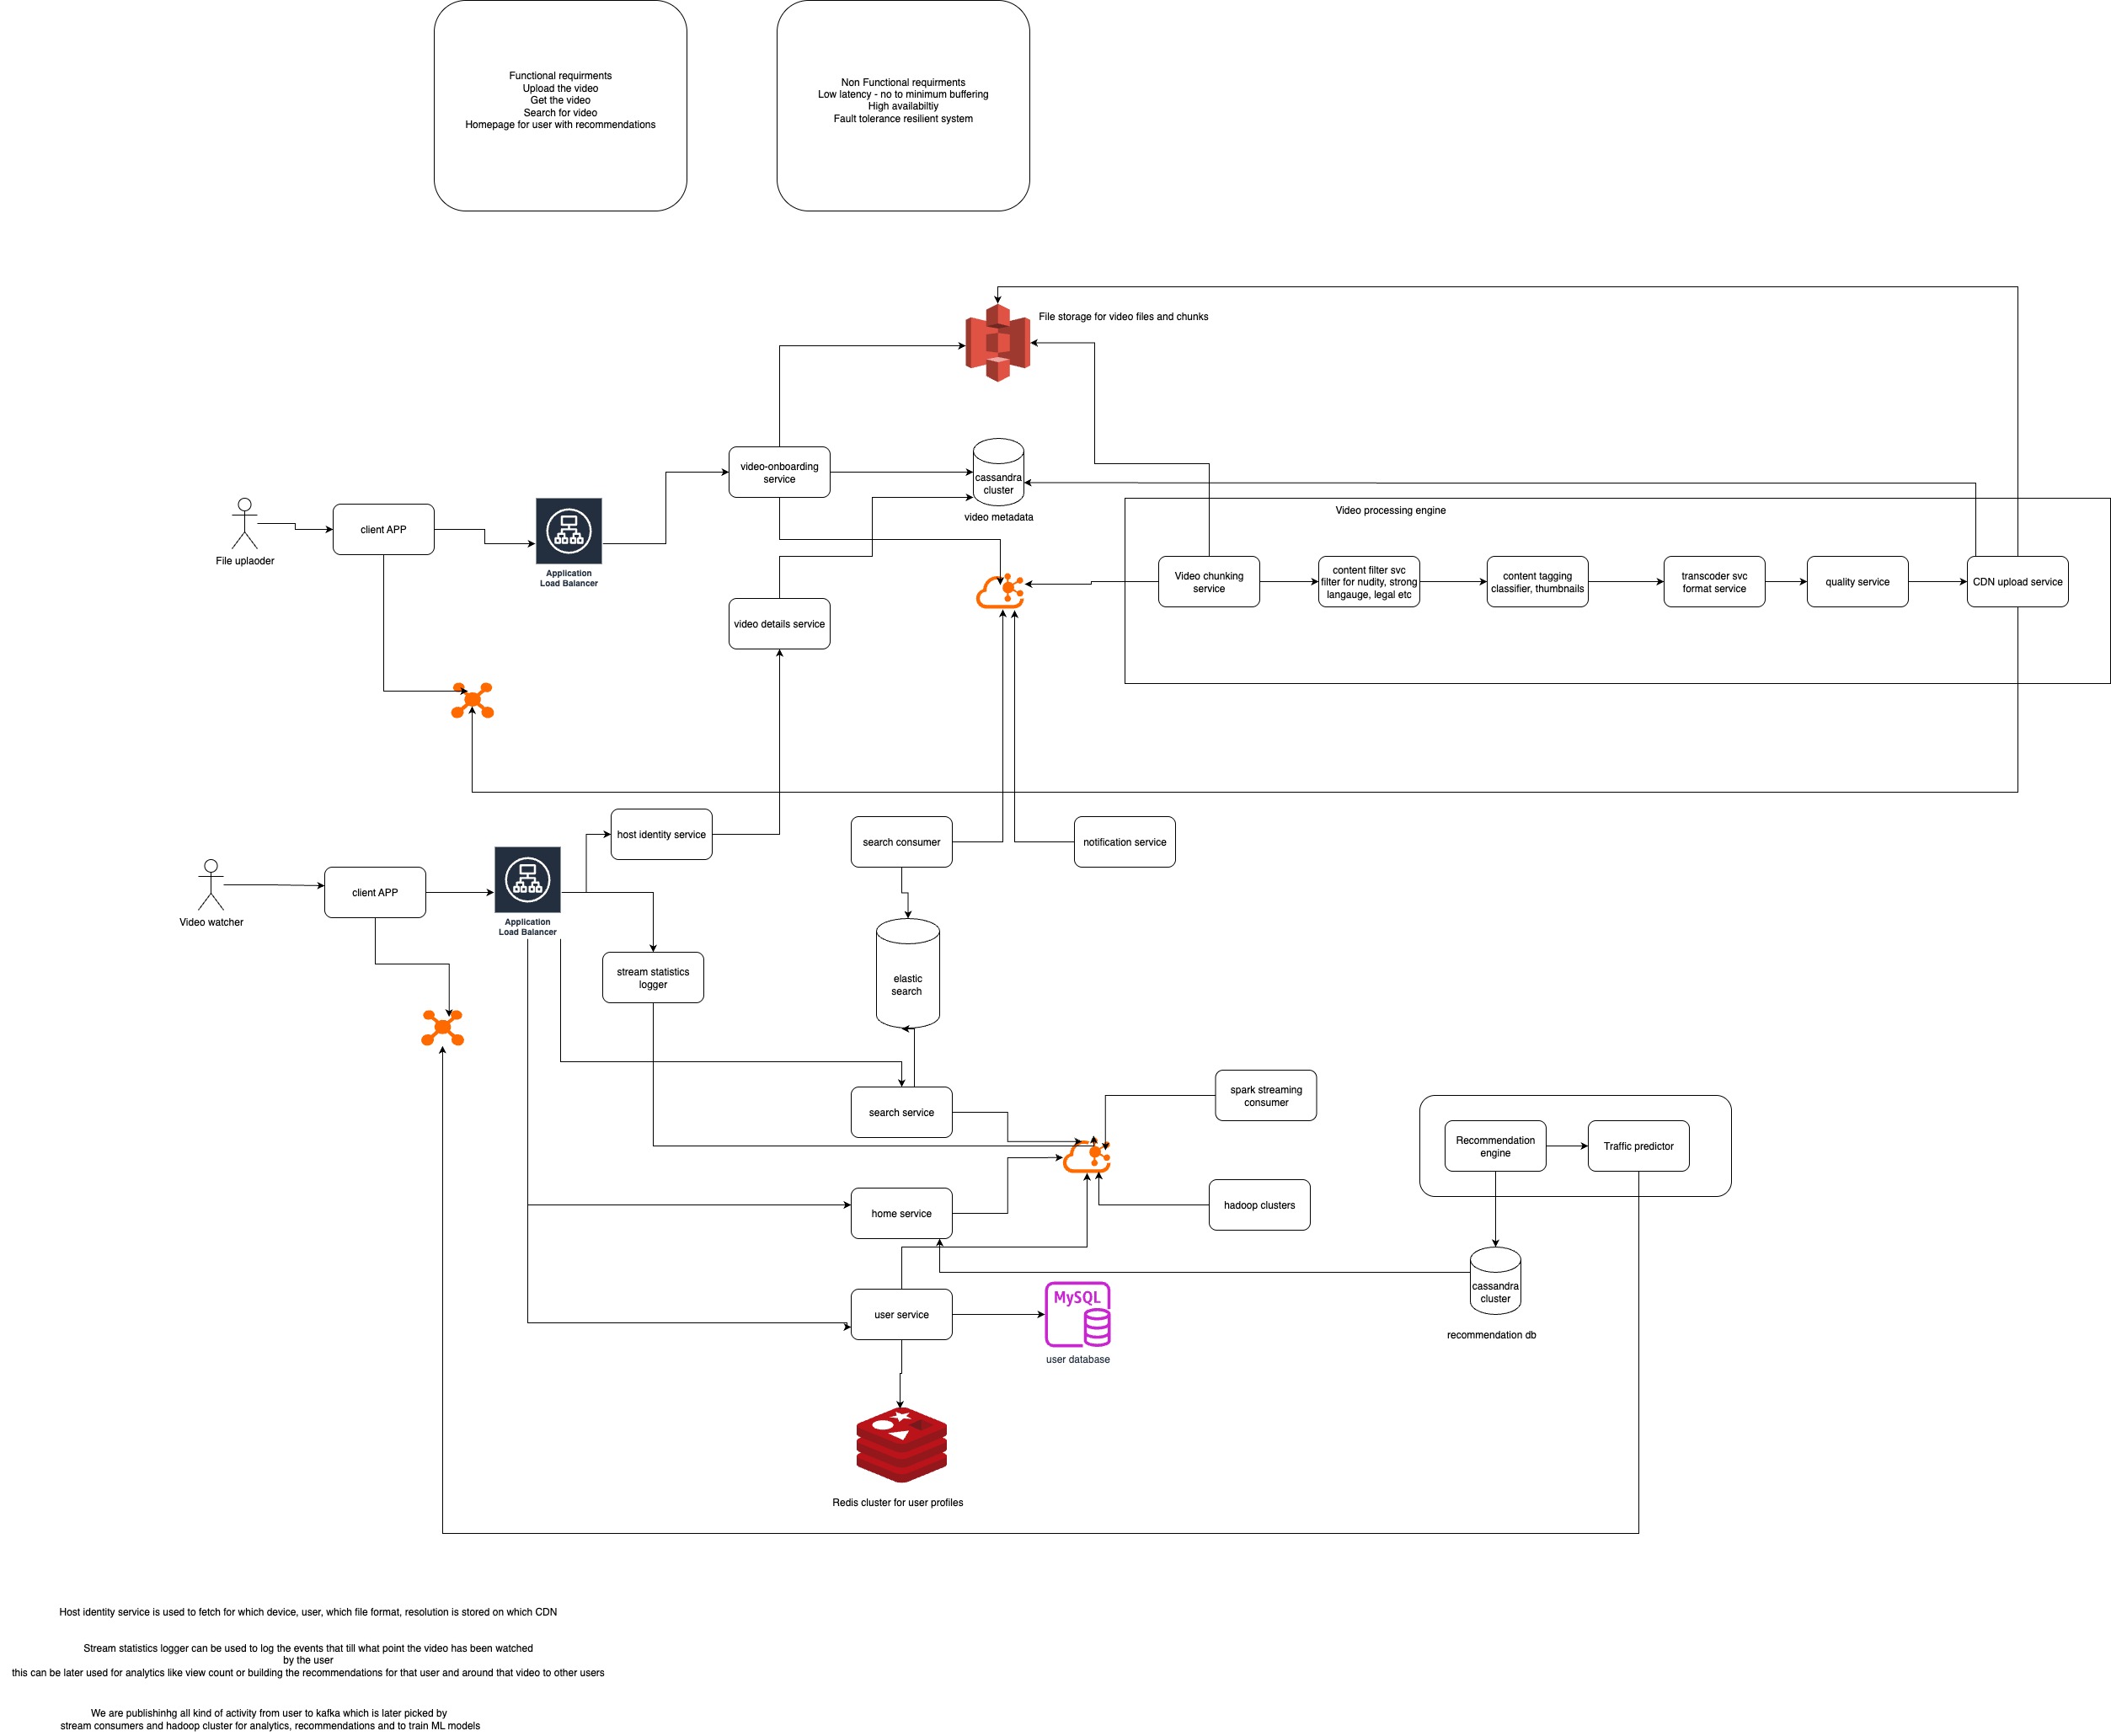 Functional requirments
Upload the video
Get the video
Search for video
Homepage for user with recommendations
Non Functional requirments
Low latency - no to minimum buffering
High availabiltiy
Fault tolerance resilient system
File storage for video files and chunks
video-onboarding
service
cassandra
cluster
video metadata
Video processing engine
File uplaoder
client APP
Application
Load Balancer
Video chunking
service
content filter svc
filter for nudity, strong
langauge, legal etc
content tagging
classifier, thumbnails
transcoder svc
format service
quality service
CDN upload service
video details service
host identity service
search consumer
notification service
Video watcher
client APP
Application
Load Balancer
stream statistics
logger
elastic
search
search service
spark streaming
consumer
Recommendation
engine
Traffic predictor
home service
hadoop clusters
cassandra
cluster
recommendation db
user service
MySQL
user database
Redis cluster for user profiles
Host identity service is used to fetch for which device, user, which file format, resolution is stored on which CDN
Stream statistics logger can be used to log the events that till what point the video has been watched
by the user
this can be later used for analytics like view count or building the recommendations for that user and around that video to other users
We are publishinhg all kind of activity from user to kafka which is later picked by
stream consumers and hadoop cluster for analytics, recommendations and to train ML models